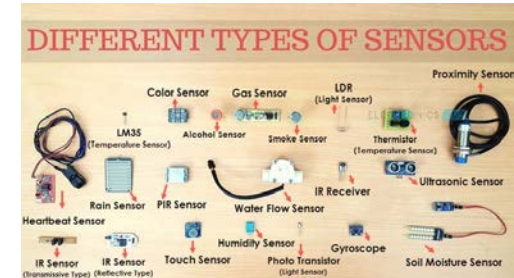 DIFFERENT TYPES OF SENSORS
Proximity Sensor
Color Sensor
Gas Sensor
LDR
(Light Sensor)
LM35
(Temperature Sensor)
Alcohol Sensor
Smoke Sensor
Thermistor
(Temperature Sensor)
Heartbeat Sensor
Rain Sensor
PIR Sensor
Water Flow Sensor
IR Receiver
Ultrasonic Sensor
IR Sensor
(Transmissive Type)
IR Sensor
(Reflective Type)
Touch Sensor
Humidity Sensor
Photo Transistor
(Light Sensor)
Gyroscope
Soil Moisture Sensor